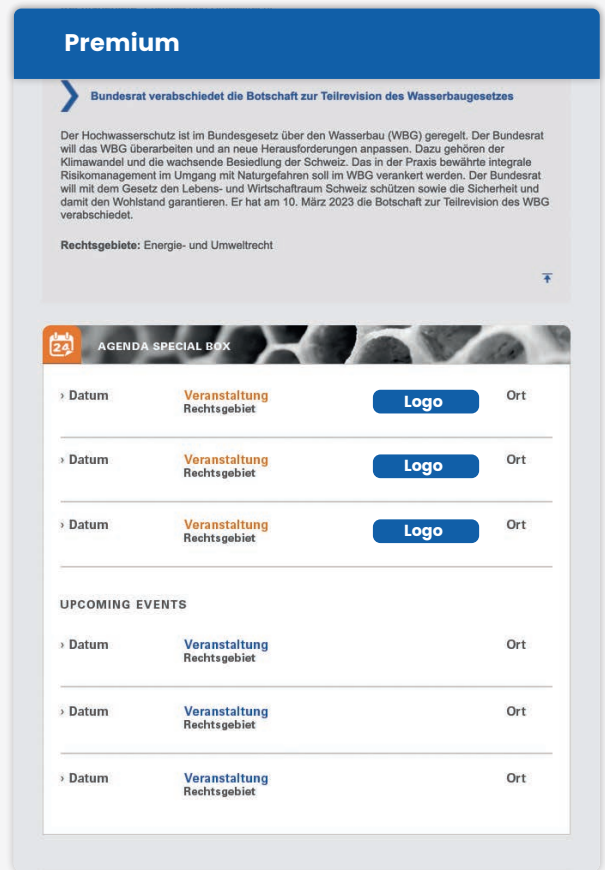 Premium
Bundesrat verabschiedet die Botschaft zur Teilrevision des Wasserbaugesetzes
Der Hochwasserschutz ist im Bundesgesetz über den Wasserbau (WBG) geregelt. Der Bundesrat
will das WBG überarbeiten und an neue Herausforderungen anpassen. Dazu gehören der
Klimawandel und die wachsende Besiedlung der Schweiz. Das in der Praxis bewährte integrale
Risikomanagement im Umgang mit Naturgefahren soll im WBG verankert werden. Der Bundesrat
will mit dem Gesetz den Lebens- und Wirtschaftraum Schweiz schützen sowie die Sicherheit und
damit den Wohlstand garantieren. Er hat am 10. März 2023 die Botschaft zur Teilrevision des WBG
verabschiedet.
Rechtsgebiete: Energie- und Umweltrecht
24 AGENDA SPECIAL BOX
› Datum Veranstaltung Logo Ort
Rechtsgebiet
› Datum Veranstaltung Logo Ort
Rechtsgebiet
› Datum Veranstaltung Logo Ort
Rechtsgebiet
UPCOMING EVENTS
› Datum Veranstaltung Ort
Rechtsgebiet
› Datum Veranstaltung Ort
Rechtsgebiet
› Datum Veranstaltung Ort
Rechtsgebiet